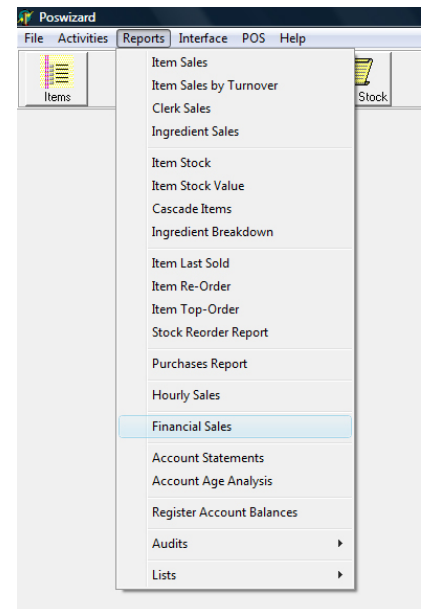 Poswizard
File Activities Reports Interface POS Help
Items
Stock
Item Sales
Item Sales by Turnover
Clerk Sales
Ingredient Sales
Item Stock
Item Stock Value
Cascade Items
Ingredient Breakdown
Item Last Sold
Item Re-Order
Item Top-Order
Stock Reorder Report
Purchases Report
Hourly Sales
Financial Sales
Account Statements
Account Age Analysis
Register Account Balances
Audits
Lists